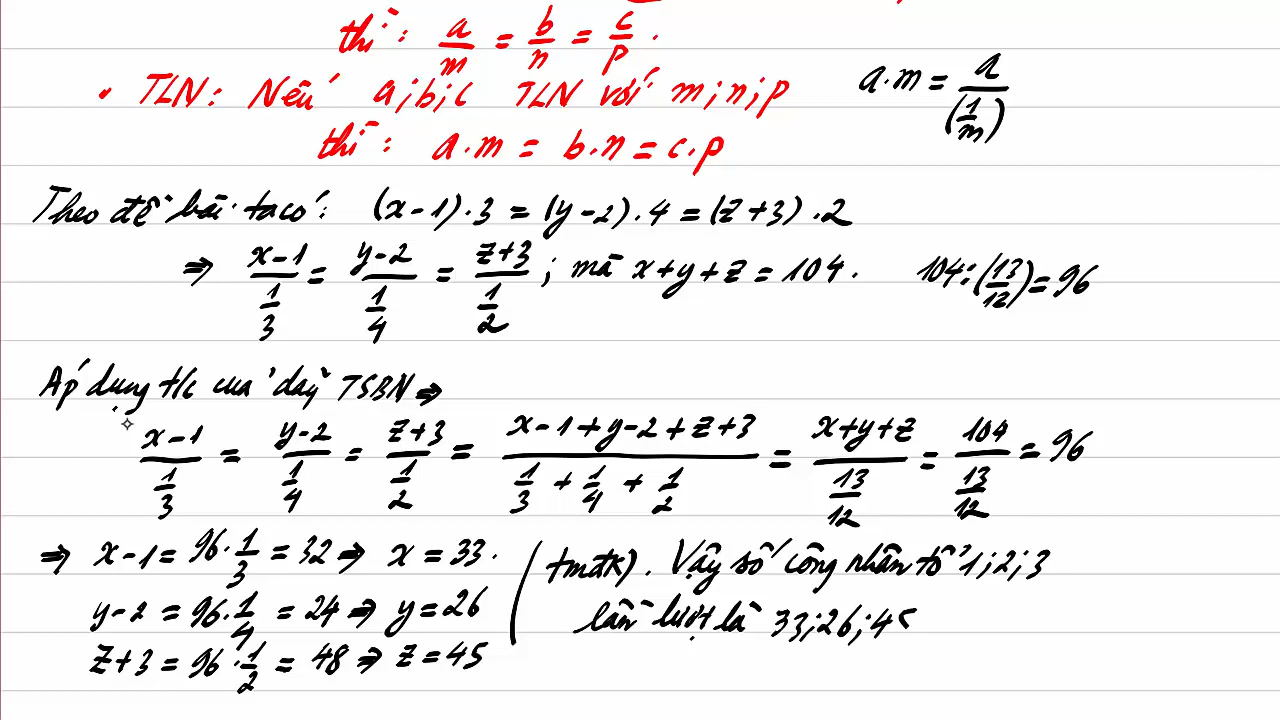 thì: a/m = b/n = c/p.
• TLN: Nếu a;b;c TLN với m;n;p
thì: a.m = b.n = c.p
a.m = a/(1/m)
Theo đề bài ta có: (x-1).3 = (y-2).4 = (z+3).2
⇒ (x-1)/(1/3) = (y-2)/(1/4) = (z+3)/(1/2); mà x+y+z = 104.
104:(13/12) = 96
Áp dụng t/c của dãy TSBN ⇒
(x-1)/(1/3) = (y-2)/(1/4) = (z+3)/(1/2) = (x-1+y-2+z+3)/(1/3 + 1/4 + 1/2) = (x+y+z)/(13/12) = 104/(13/12) = 96
⇒ x-1 = 96.1/3 = 32 ⇒ x = 33.
y-2 = 96.1/4 = 24 ⇒ y = 26
z+3 = 96.1/2 = 48 ⇒ z = 45
(tmđk). Vậy số công nhân tổ 1;2;3
lần lượt là 33;26;45